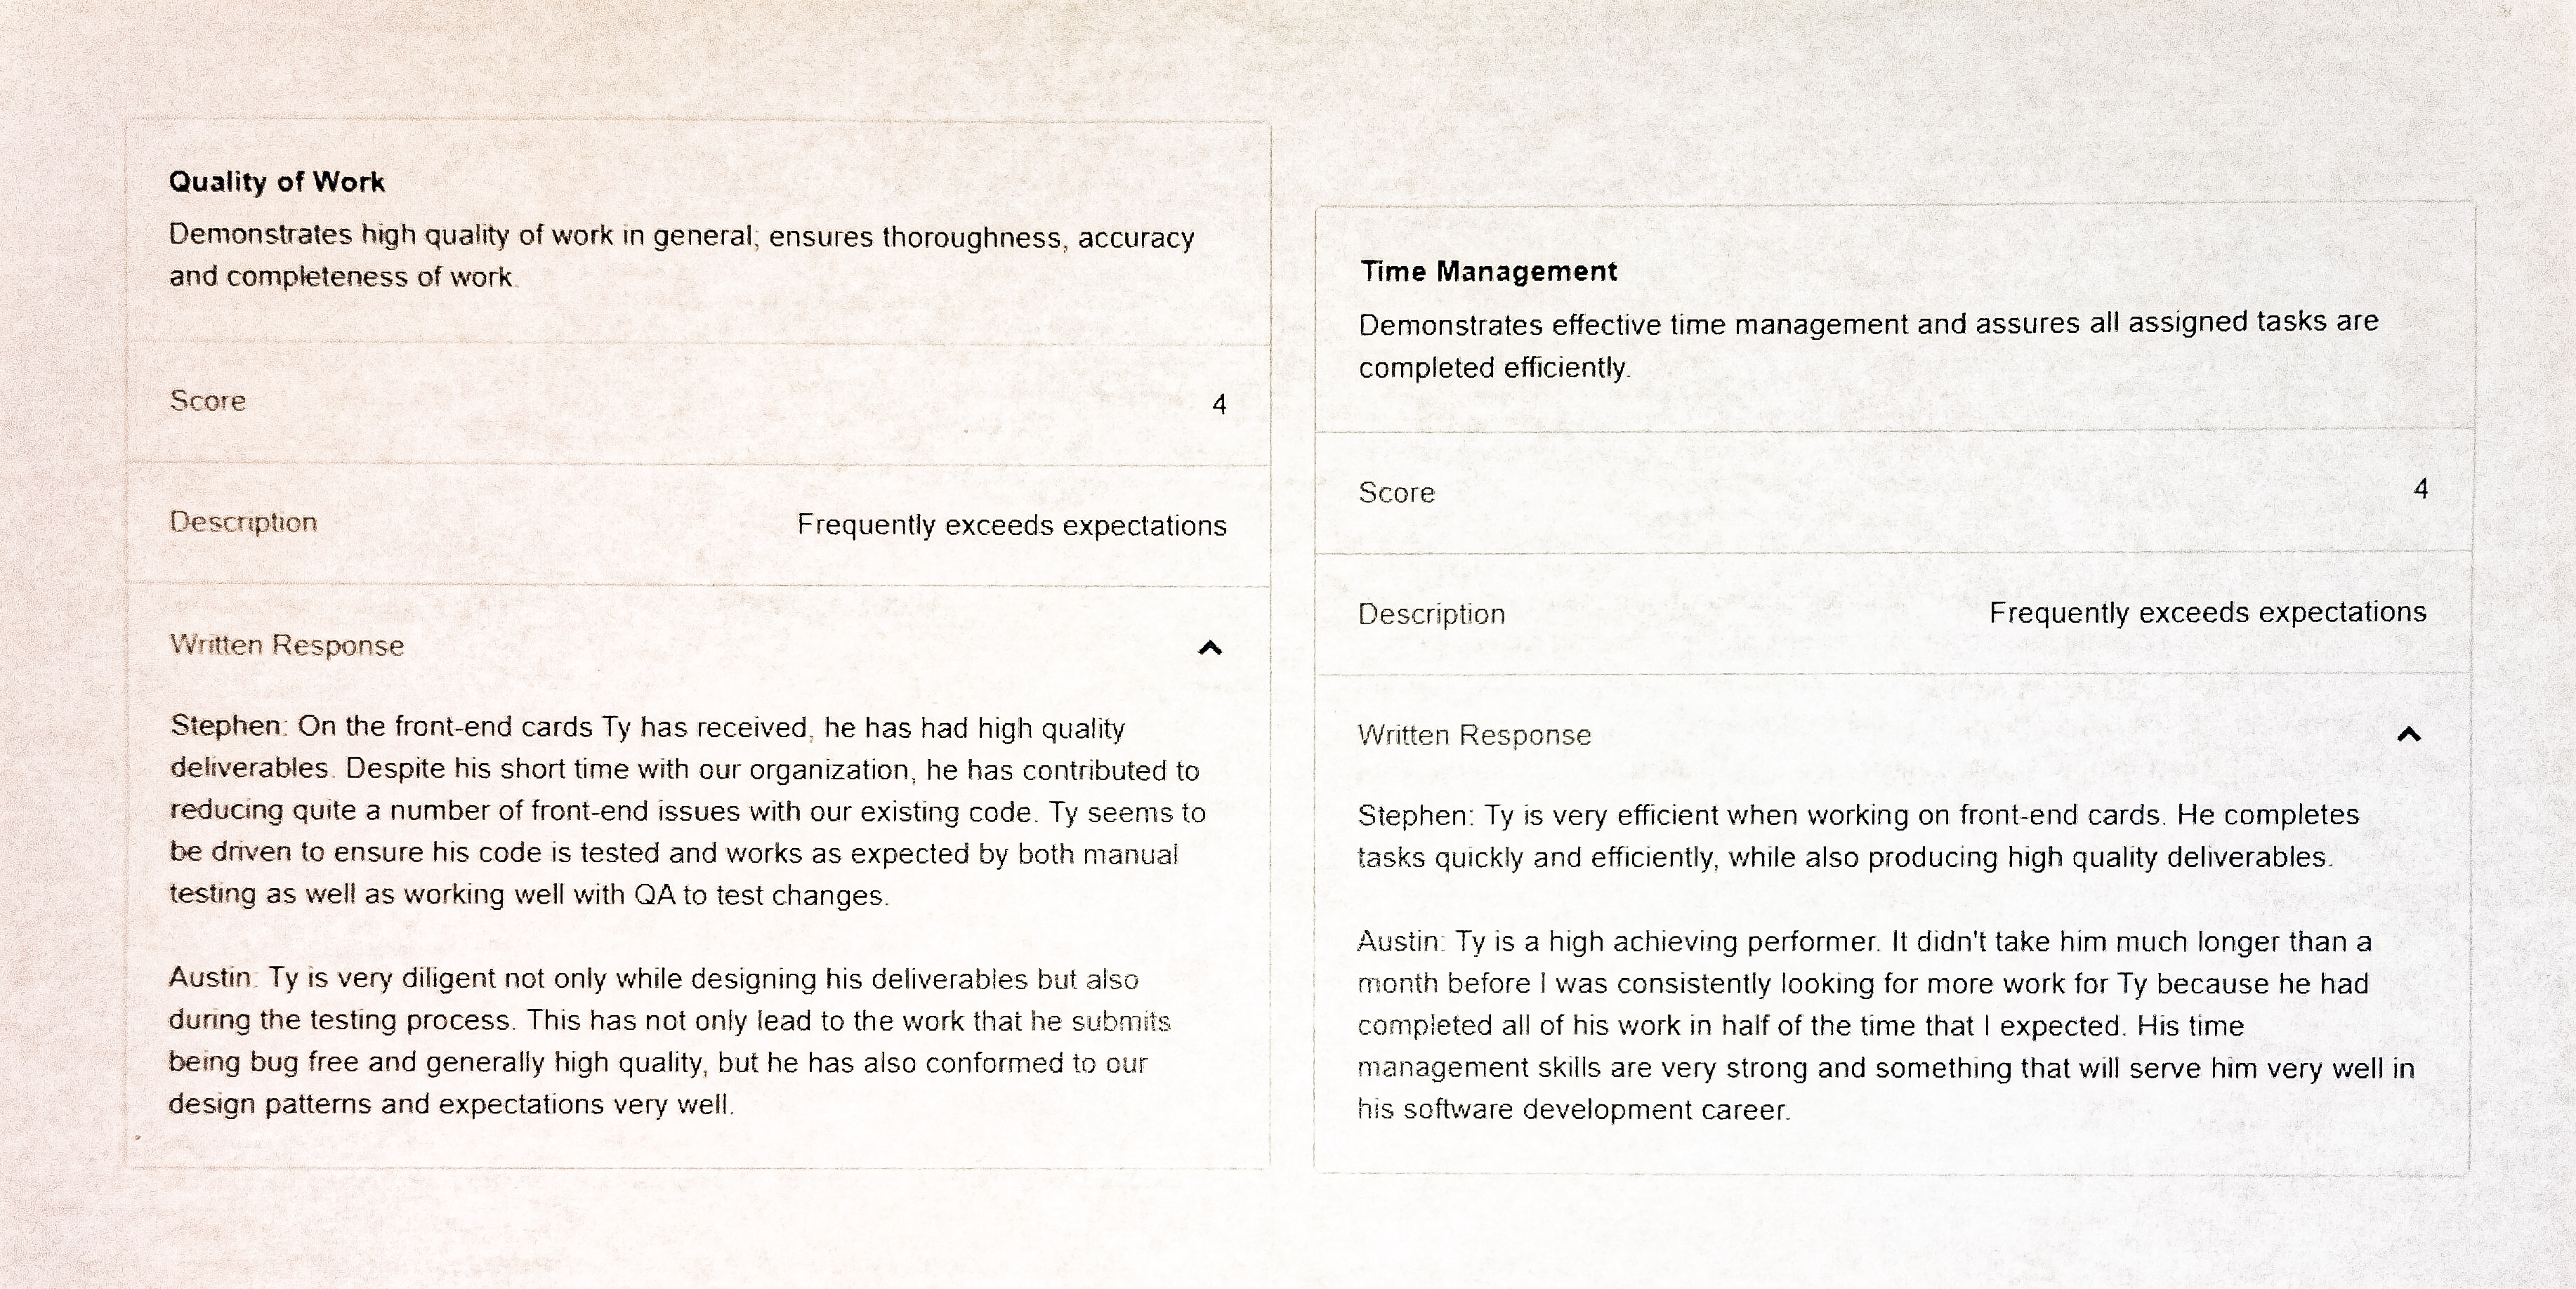 Quality of Work
Demonstrates high quality of work in general; ensures thoroughness, accuracy
and completeness of work.
Score 4
Description Frequently exceeds expectations
Written Response
Stephen: On the front-end cards Ty has received, he has had high quality
deliverables. Despite his short time with our organization, he has contributed to
reducing quite a number of front-end issues with our existing code. Ty seems to
be driven to ensure his code is tested and works as expected by both manual
testing as well as working well with QA to test changes.
Austin: Ty is very diligent not only while designing his deliverables but also
during the testing process. This has not only lead to the work that he submits
being bug free and generally high quality, but he has also conformed to our
design patterns and expectations very well.
Time Management
Demonstrates effective time management and assures all assigned tasks are
completed efficiently.
Score 4
Description Frequently exceeds expectations
Written Response
Stephen: Ty is very efficient when working on front-end cards. He completes
tasks quickly and efficiently, while also producing high quality deliverables.
Austin: Ty is a high achieving performer. It didn't take him much longer than a
month before I was consistently looking for more work for Ty because he had
completed all of his work in half of the time that I expected. His time
management skills are very strong and something that will serve him very well in
his software development career.